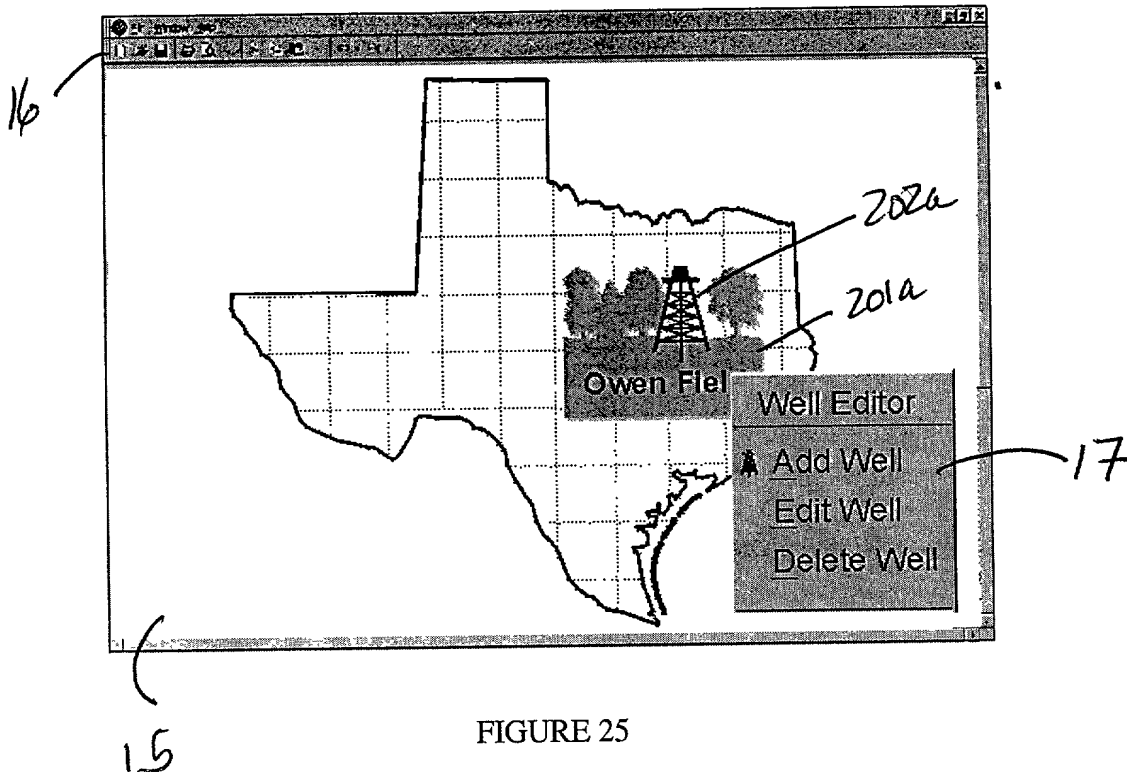 16
202a
201a
Owen Fiel
Well Editor
Add Well
17
Edit Well
Delete Well
15
FIGURE 25